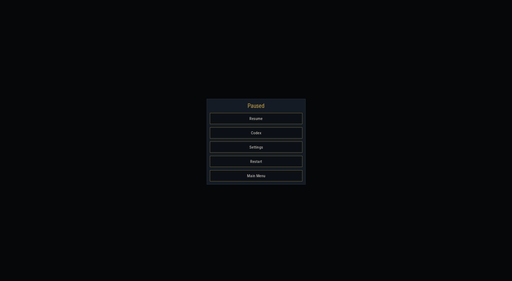 Paused
Resume
Codex
Settings
Restart
Main Menu